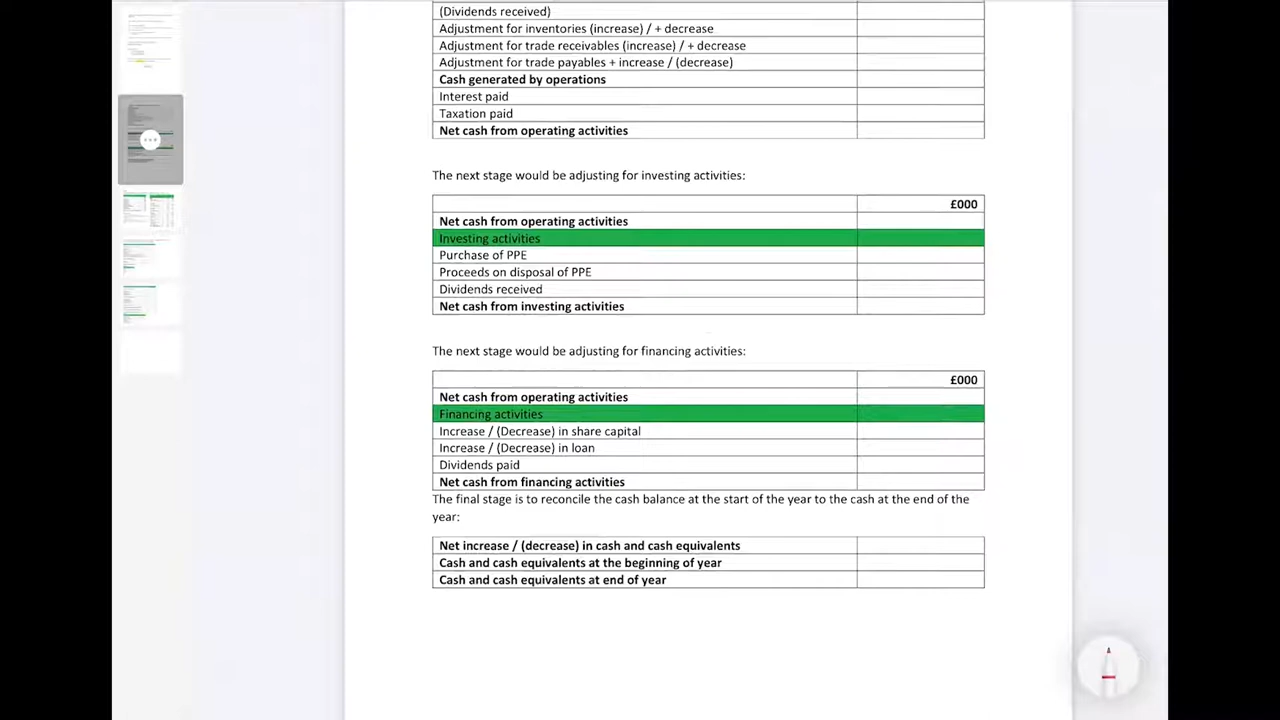 (Dividends received)
Adjustment for inventories (increase) / + decrease
Adjustment for trade receivables (increase) / + decrease
Adjustment for trade payables + increase / (decrease)
Cash generated by operations
Interest paid
Taxation paid
Net cash from operating activities
The next stage would be adjusting for investing activities:
£000
Net cash from operating activities
Investing activities
Purchase of PPE
Proceeds on disposal of PPE
Dividends received
Net cash from investing activities
The next stage would be adjusting for financing activities:
£000
Net cash from operating activities
Financing activities
Increase / (Decrease) in share capital
Increase / (Decrease) in loan
Dividends paid
Net cash from financing activities
The final stage is to reconcile the cash balance at the start of the year to the cash at the end of the
year:
Net increase / (decrease) in cash and cash equivalents
Cash and cash equivalents at the beginning of year
Cash and cash equivalents at end of year